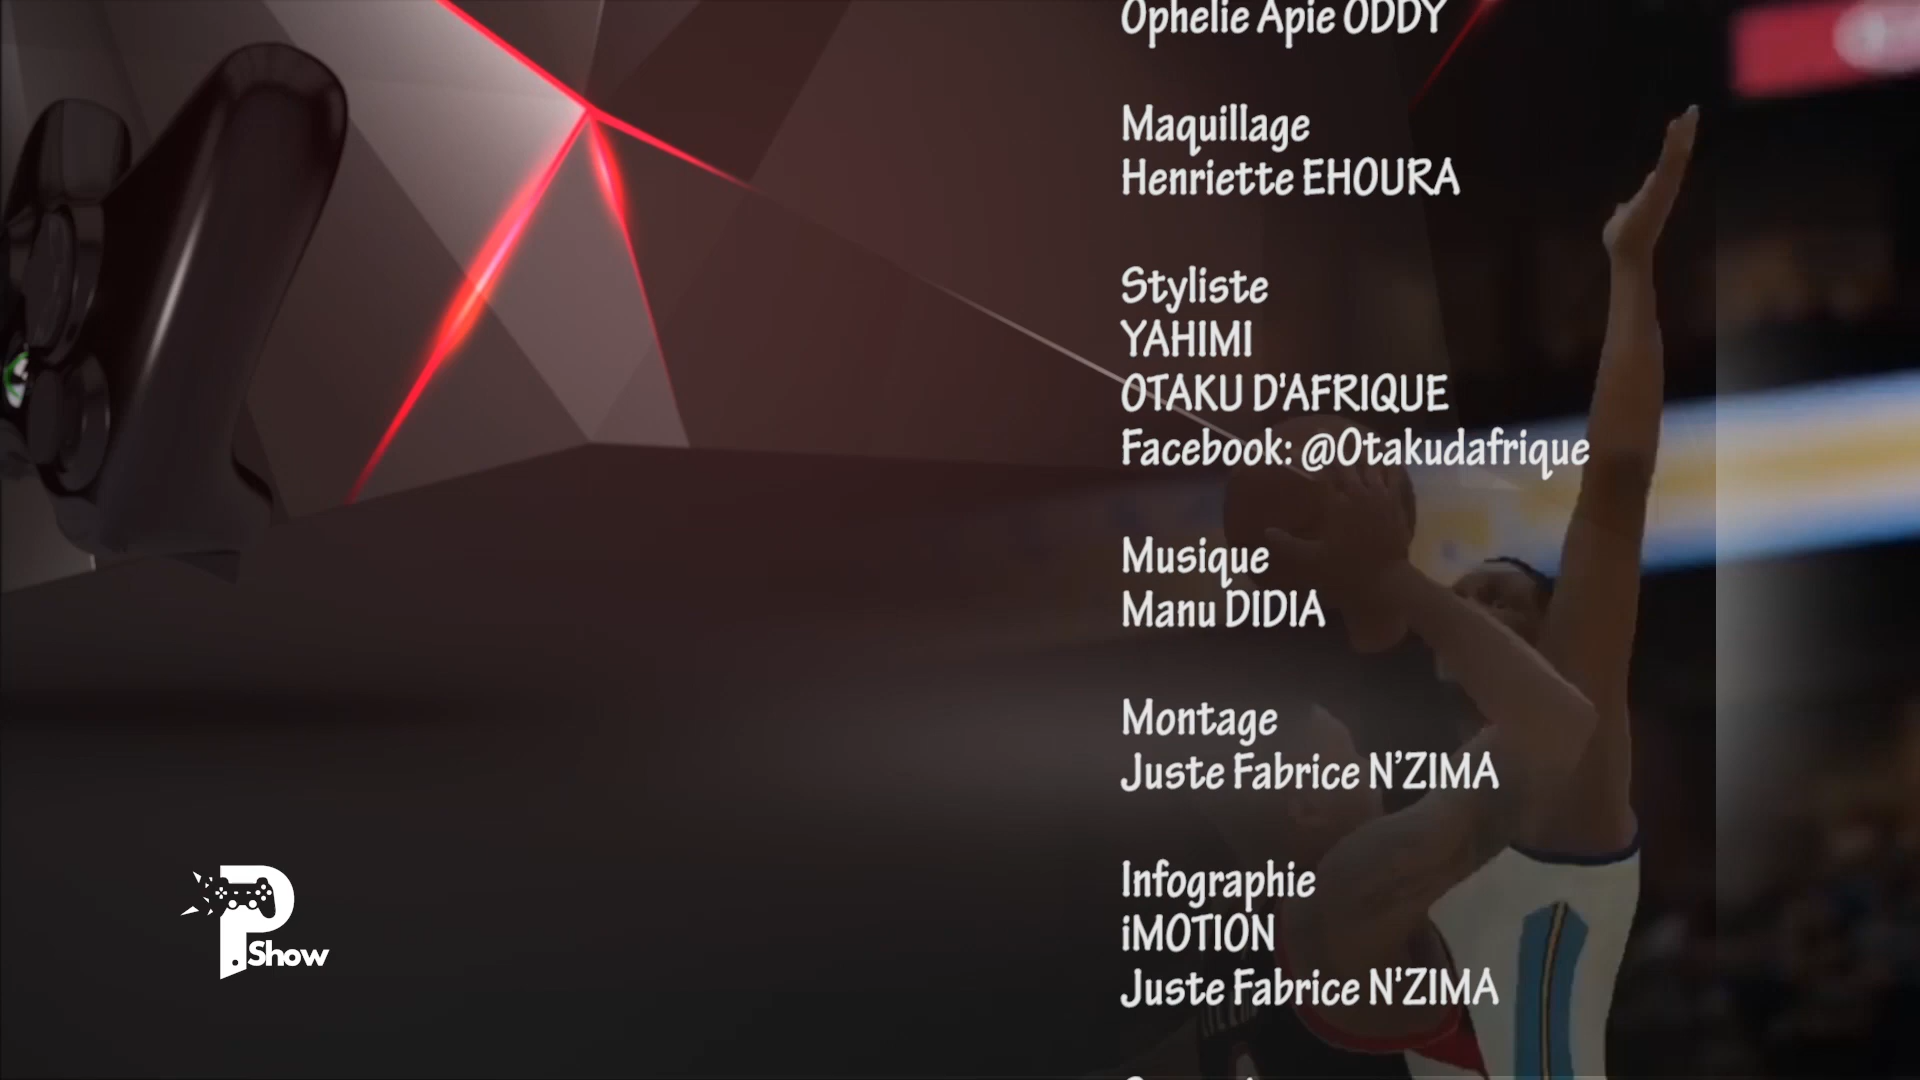 Ophelie Apie ODDY
Maquillage
Henriette EHOURA
Styliste
YAHIMI
OTAKU D'AFRIQUE
Facebook: @Otakudafrique
Musique
Manu DIDIA
Montage
Juste Fabrice N’ZIMA
Infographie
iMOTION
Juste Fabrice N'ZIMA
P.Show